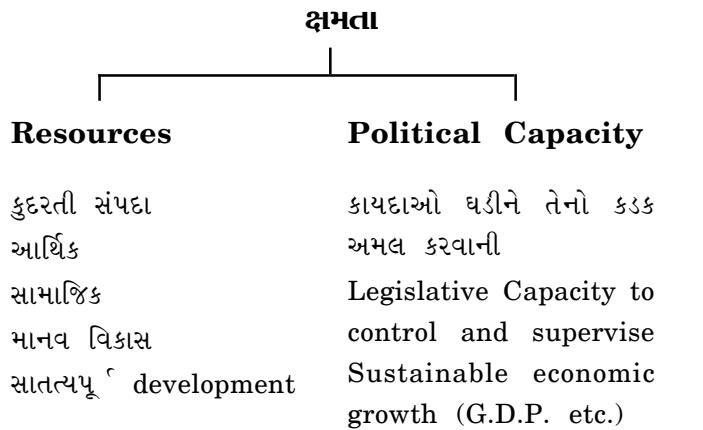 ક્ષમતા
Resources
કુદરતી સંપદા
આર્થિક
સામાજિક
માનવ વિકાસ
development
Political Capacity
કાયદાઓ ઘડીને તેનો કડક
અમલ કરવાની
Legislative Capacity to
control and supervise
Sustainable economic
growth (G.D.P. etc.)